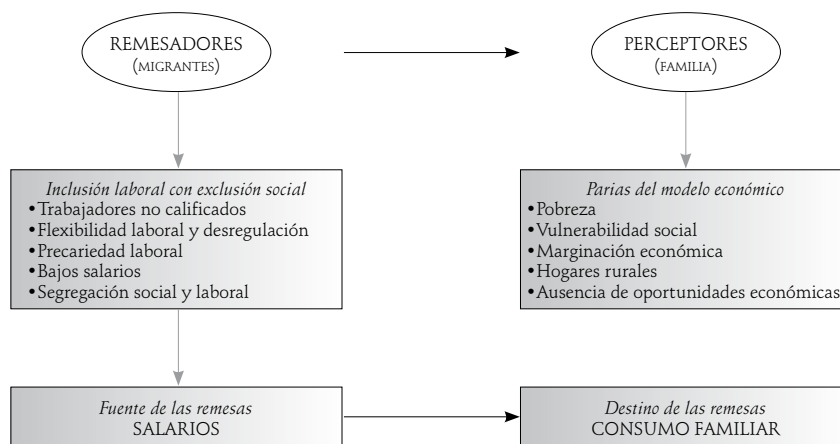 REMESADORES
(MIGRANTES)
PERCEPTORES
(FAMILIA)
Inclusión laboral con exclusión social
•Trabajadores no calificados
•Flexibilidad laboral y desregulación
•Precariedad laboral
•Bajos salarios
•Segregación social y laboral
Parias del modelo económico
•Pobreza
•Vulnerabilidad social
•Marginación económica
•Hogares rurales
•Ausencia de oportunidades económicas
Fuente de las remesas
SALARIOS
Destino de las remesas
CONSUMO FAMILIAR